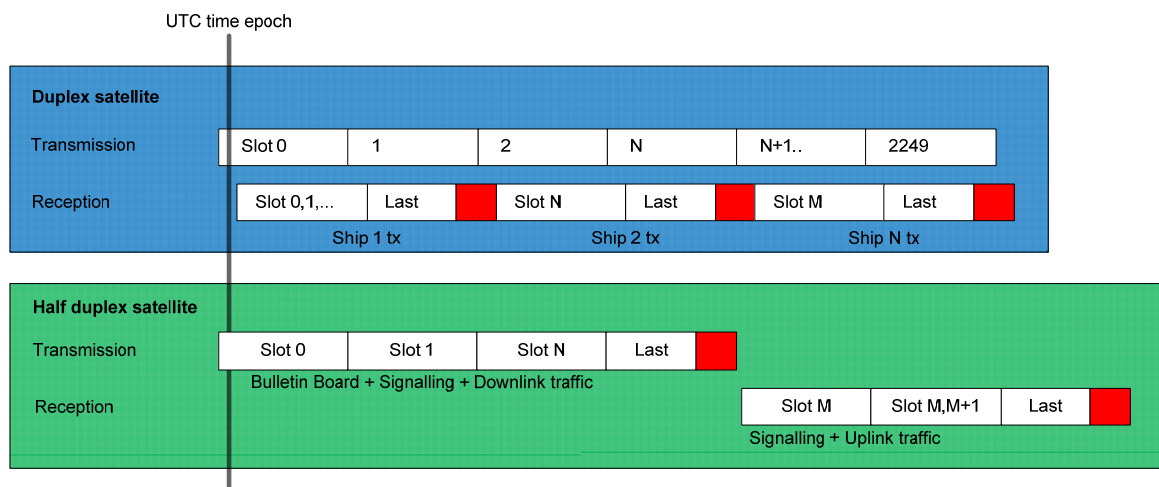 UTC time epoch
Duplex satellite
Transmission Slot 0 1 2 N N+1.. 2249
Reception Slot 0,1,... Last Slot N Last Slot M Last
Ship 1 tx Ship 2 tx Ship N tx
Half duplex satellite
Transmission Slot 0 Slot 1 Slot N Last
Bulletin Board + Signalling + Downlink traffic
Reception Slot M Slot M,M+1 Last
Signalling + Uplink traffic